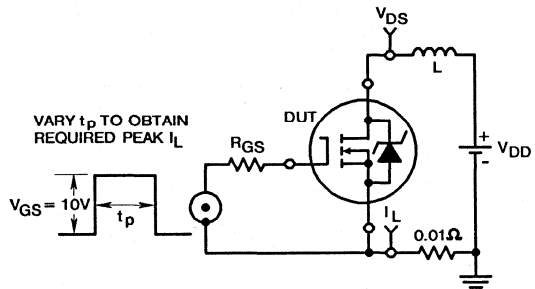 VDS
L
DUT
VARY tp TO OBTAIN
REQUIRED PEAK IL
RGS
+
VDD
-
VGS = 10V
tp
IL
0.01Ω